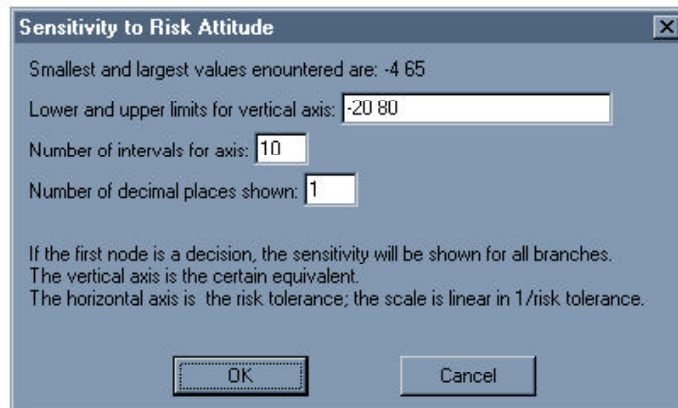 Sensitivity to Risk Attitude
Smallest and largest values enountered are: -4 65
Lower and upper limits for vertical axis: -20 80
Number of intervals for axis: 10
Number of decimal places shown: 1
If the first node is a decision, the sensitivity will be shown for all branches.
The vertical axis is the certain equivalent.
The horizontal axis is the risk tolerance; the scale is linear in 1/risk tolerance.
OK Cancel